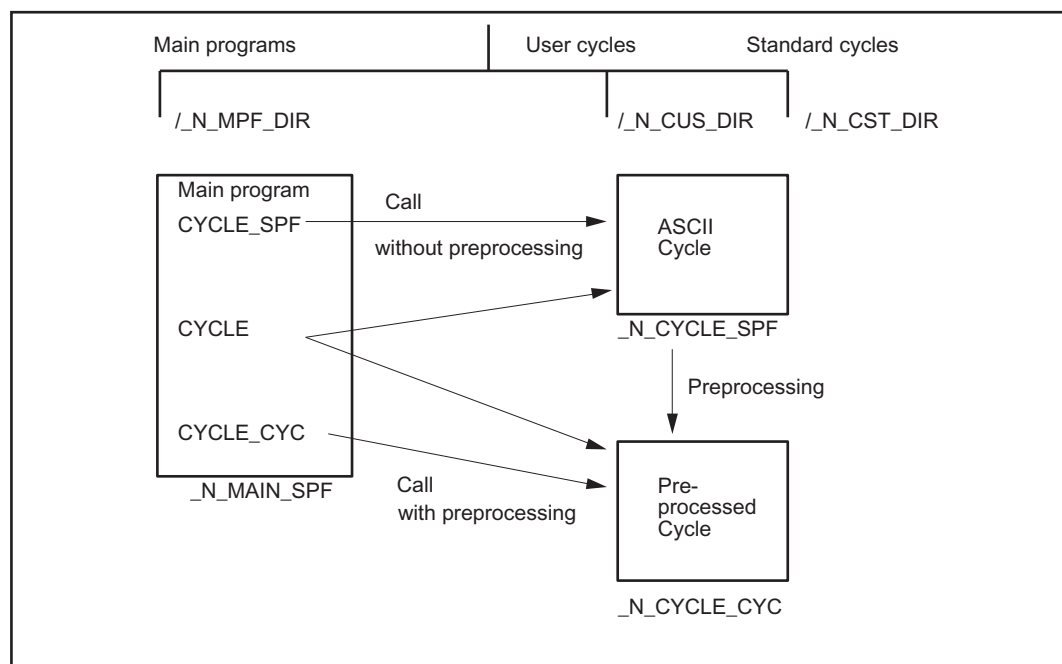 Main programs
User cycles
Standard cycles
/_N_MPF_DIR
/_N_CUS_DIR
/_N_CST_DIR
Main program
CYCLE_SPF
Call
without preprocessing
ASCII
Cycle
CYCLE
_N_CYCLE_SPF
Preprocessing
CYCLE_CYC
_N_MAIN_SPF
Call
with preprocessing
Pre-
processed
Cycle
_N_CYCLE_CYC